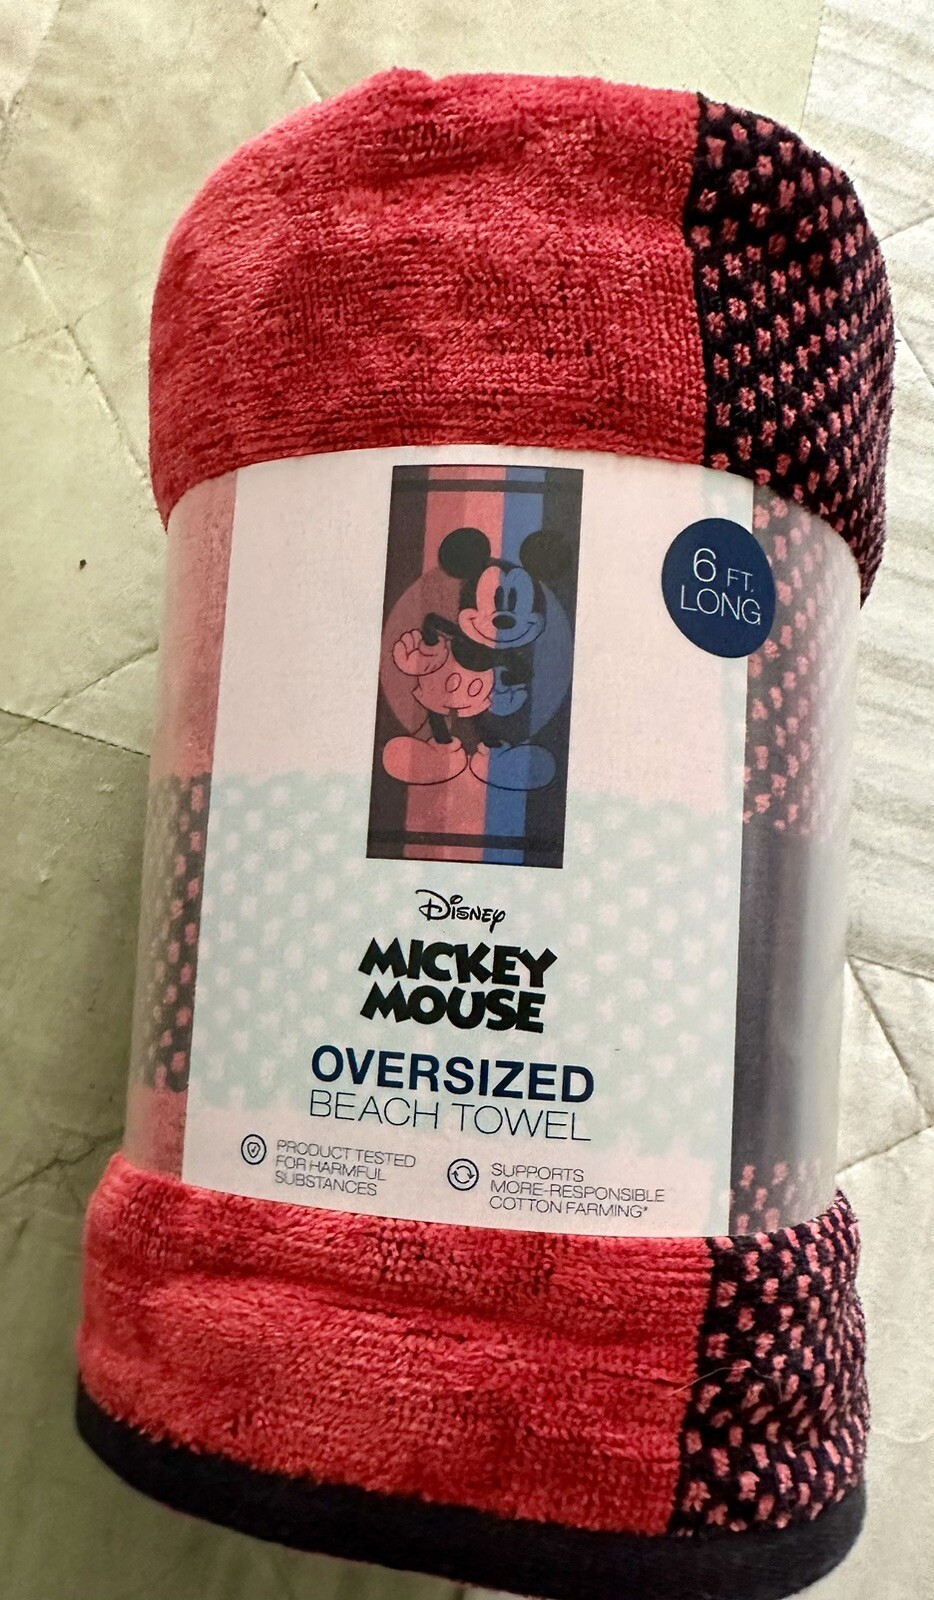 6 FT.
LONG
Disney
MICKEY
MOUSE
OVERSIZED
BEACH TOWEL
PRODUCT TESTED
FOR HARMFUL
SUBSTANCES
SUPPORTS
MORE-RESPONSIBLE
COTTON FARMING*